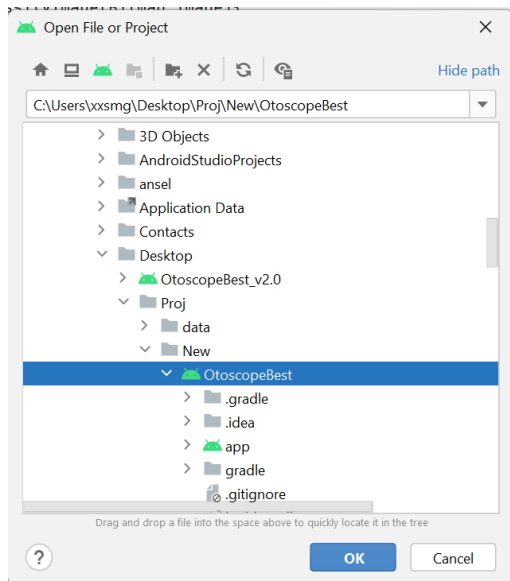 Open File or Project
Hide path
C:\Users\xxsmg\Desktop\Proj\New\OtoscopeBest
3D Objects
AndroidStudioProjects
ansel
Application Data
Contacts
Desktop
OtoscopeBest_v2.0
Proj
data
New
OtoscopeBest
.gradle
.idea
app
gradle
.gitignore
Drag and drop a file into the space above to quickly locate it in the tree
?
OK
Cancel